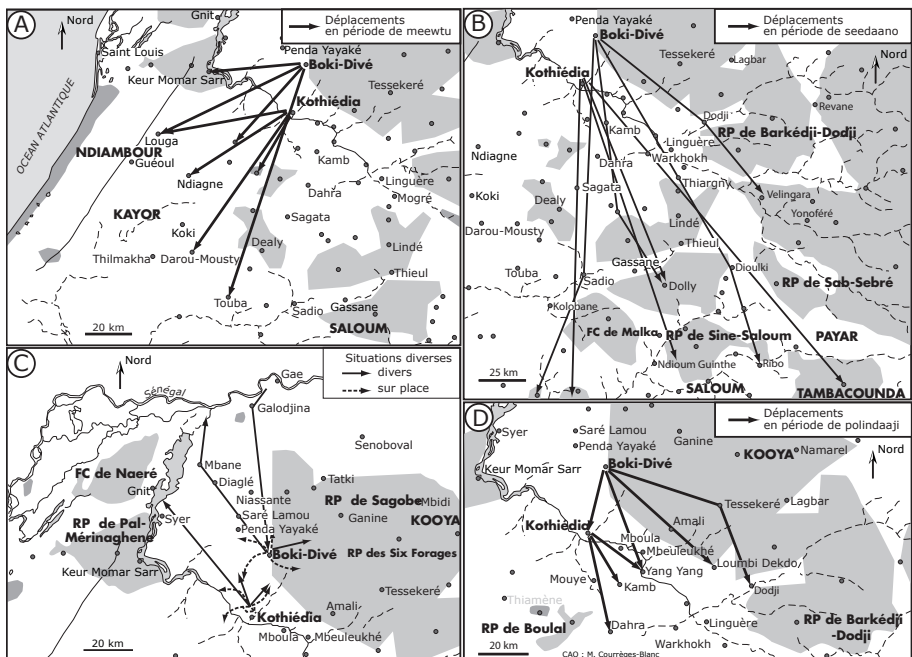 A
Nord
Gnit
Déplacements
en période de meewtu
Saint Louis
Penda Yayaké
Boki-Divé
Keur Momar Sarr
Tessekeré
OCEAN ATLANTIQUE
Kothiédia
Louga
NDIAMBOUR
Guéoul
Kamb
Ndiagne
Linguère
Dahra
Mogré
KAYOR
Sagata
Koki
Dealy
Lindé
Thilmakha
Darou-Mousty
Thieul
Touba
Sadio
Gassane
20 km
SALOUM
B
Penda Yayaké
Déplacements
en période de seedaano
Boki-Divé
Tessekeré
Lagbar
Nord
Kothiédia
Revane
Dodji
Kamb
RP de Barkédji-Dodji
Linguère
Ndiagne
Warkhokh
Dahra
Thiargny
Koki
Sagata
Velingara
Dealy
Yonoféré
Lindé
Darou-Mousty
Thieul
Gassane
Touba
Dioulki
Sadio
RP de Sab-Sebré
Dolly
Kolobane
FC de Malka
RP de Sine-Saloum
PAYAR
25 km
Ndioum Guinthe
Ribo
SALOUM
TAMBACOUNDA
C
Nord
Situations diverses
divers
sur place
Gae
Sénégal
Galodjina
Senoboval
Mbane
FC de Naeré
Diaglé
Tatki
Gnit
Niassante
RP de Sagobe
Mbidi
Syer
Saré Lamou
Ganine
KOOYA
RP de Pal-
Mérinaghene
Penda Yayaké
Boki-Divé
RP des Six Forages
Keur Momar Sarr
Tessekeré
Amali
Kothiédia
20 km
Mboula
Mbeuleukhé
D
Déplacements
en période de polindaaji
Syer
Saré Lamou
Ganine
Penda Yayaké
KOOYA
Namarel
Nord
Keur Momar Sarr
Boki-Divé
Tessekeré
Lagbar
Kothiédia
Amali
Mboula
Mbeuleukhé
Loumbi Dekdo
Yang Yang
Mouye
Kamb
Dodji
Thiamène
RP de Boulal
Dahra
Linguère
RP de Barkédji
-Dodji
Warkhokh
20 km
CAO : M. Courrèges-Blanc